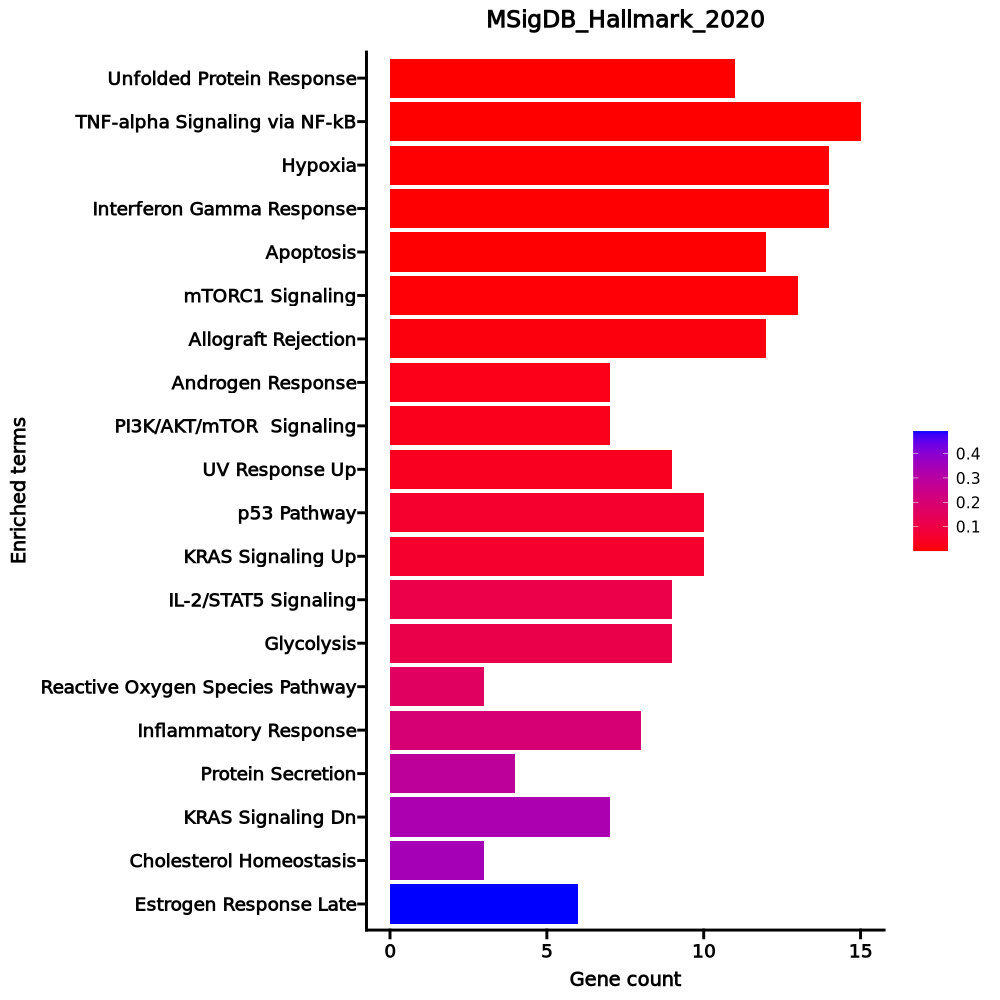 MSigDB_Hallmark_2020
Unfolded Protein Response
TNF-alpha Signaling via NF-kB
Hypoxia
Interferon Gamma Response
Apoptosis
mTORC1 Signaling
Allograft Rejection
Androgen Response
PI3K/AKT/mTOR  Signaling
UV Response Up
p53 Pathway
KRAS Signaling Up
IL-2/STAT5 Signaling
Glycolysis
Reactive Oxygen Species Pathway
Inflammatory Response
Protein Secretion
KRAS Signaling Dn
Cholesterol Homeostasis
Estrogen Response Late
Enriched terms
0 5 10 15
Gene count
0.4
0.3
0.2
0.1